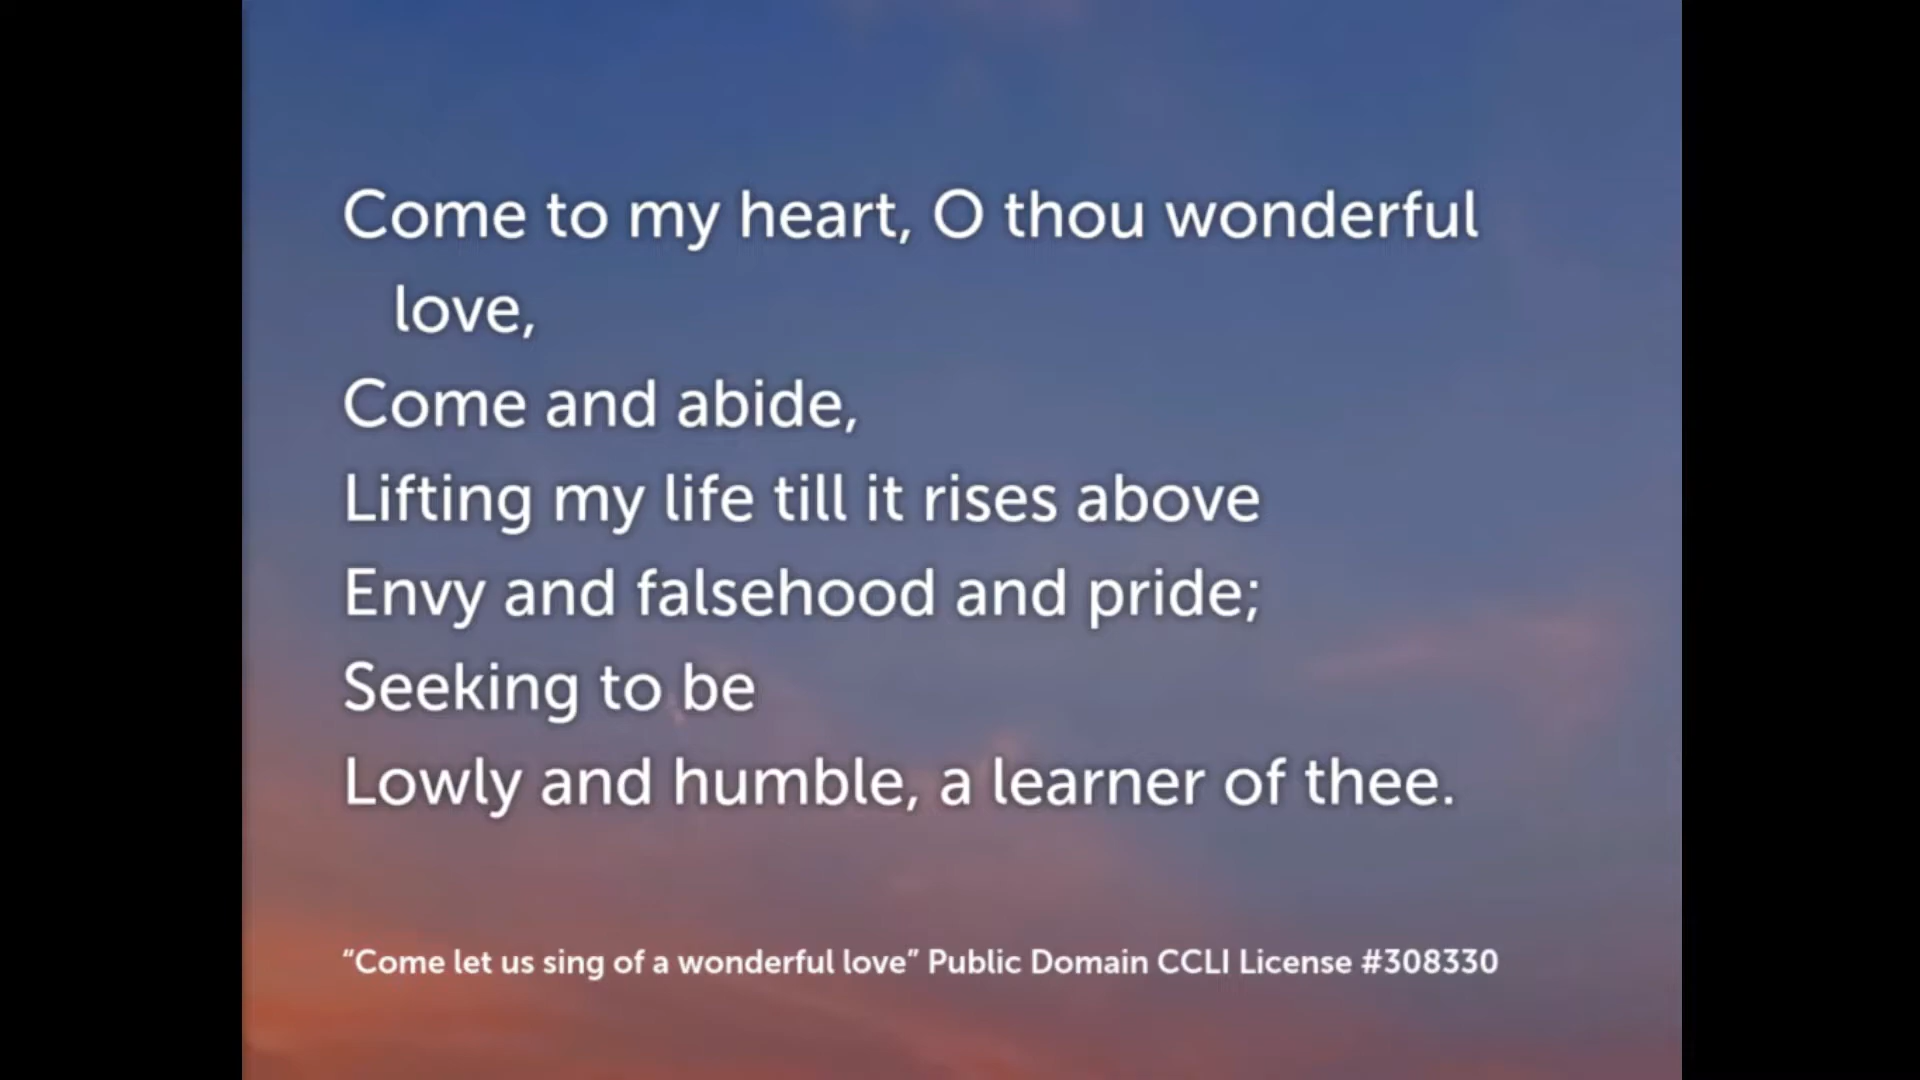 Come to my heart, O thou wonderful
love,
Come and abide,
Lifting my life till it rises above
Envy and falsehood and pride;
Seeking to be
Lowly and humble, a learner of thee.
“Come let us sing of a wonderful love” Public Domain CCLI License #308330